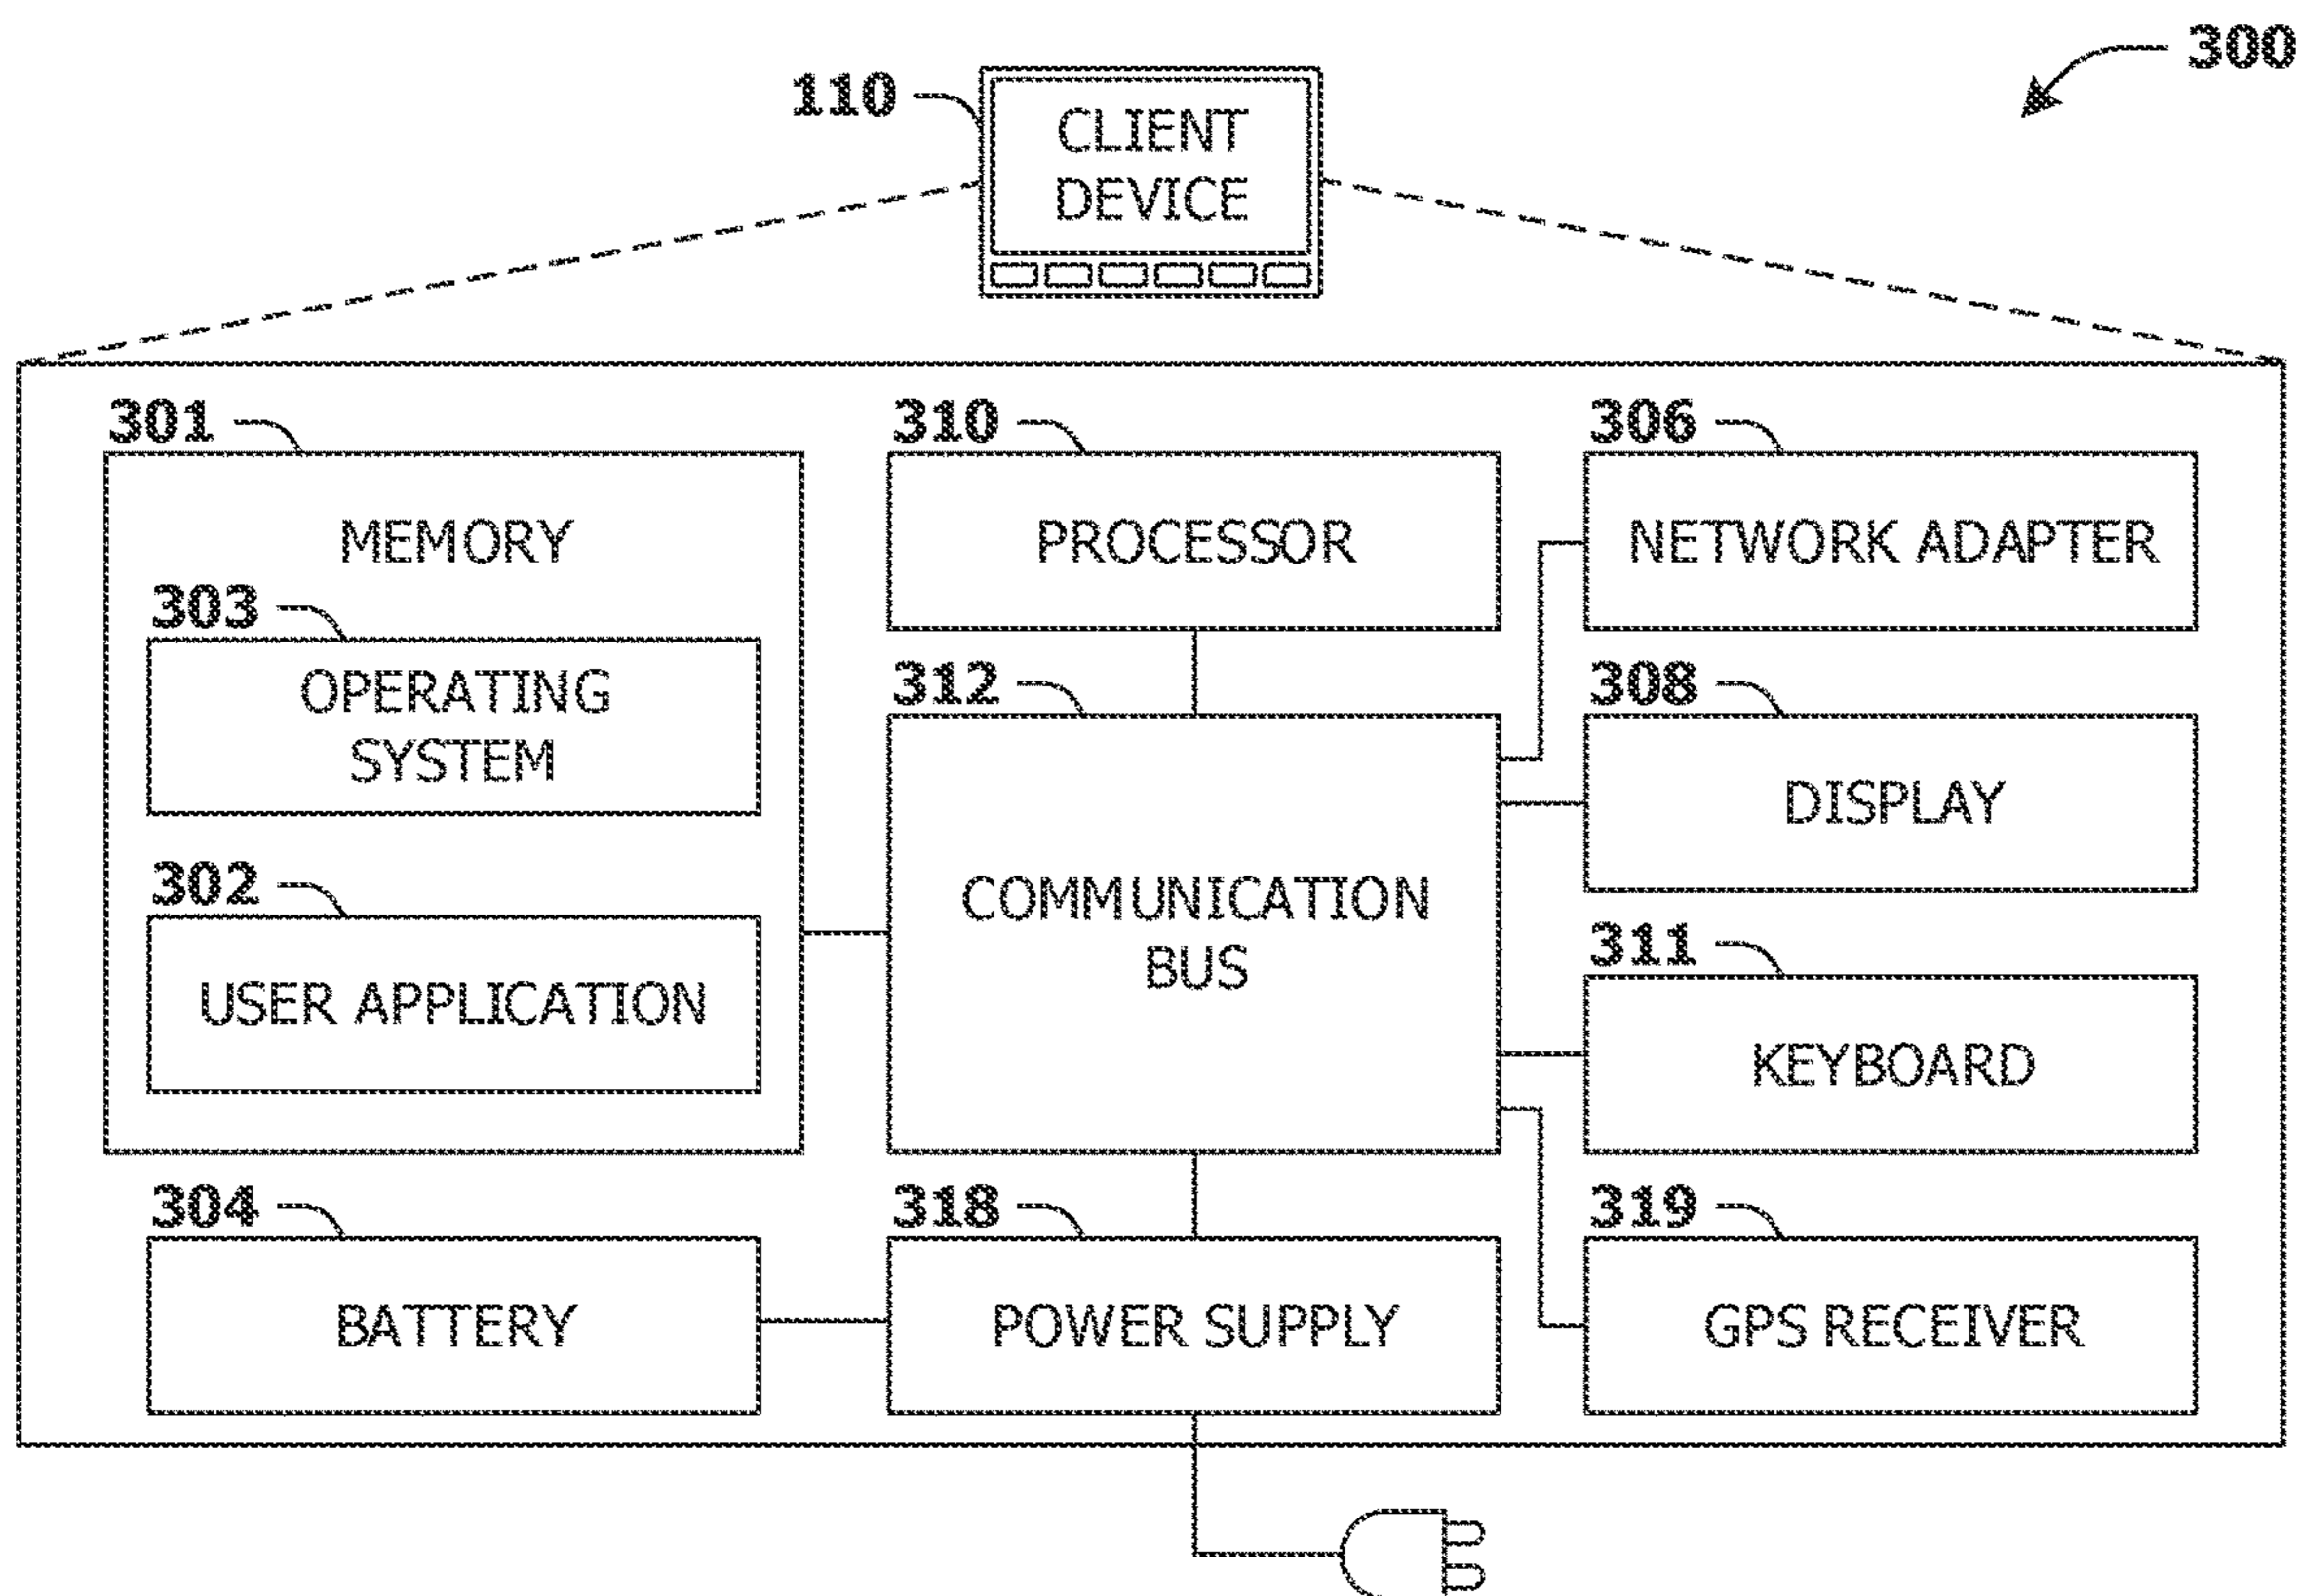 300
110
CLIENT
DEVICE
301
310
306
MEMORY
PROCESSOR
NETWORK ADAPTER
303
OPERATING
SYSTEM
312
308
DISPLAY
302
USER APPLICATION
COMMUNICATION
BUS
311
KEYBOARD
304
318
319
BATTERY
POWER SUPPLY
GPS RECEIVER